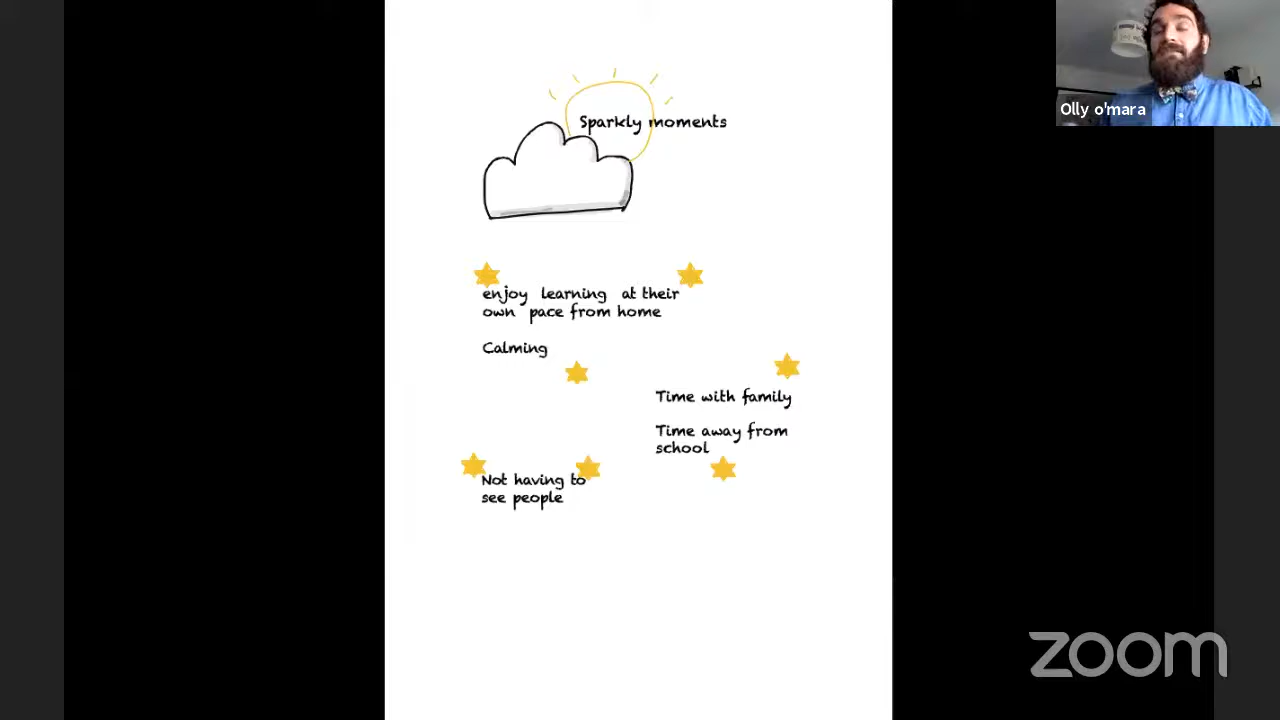 Olly o'mara
Sparkly moments
enjoy learning at their
own pace from home
Calming
Time with family
Time away from
school
Not having to
see people
zoom